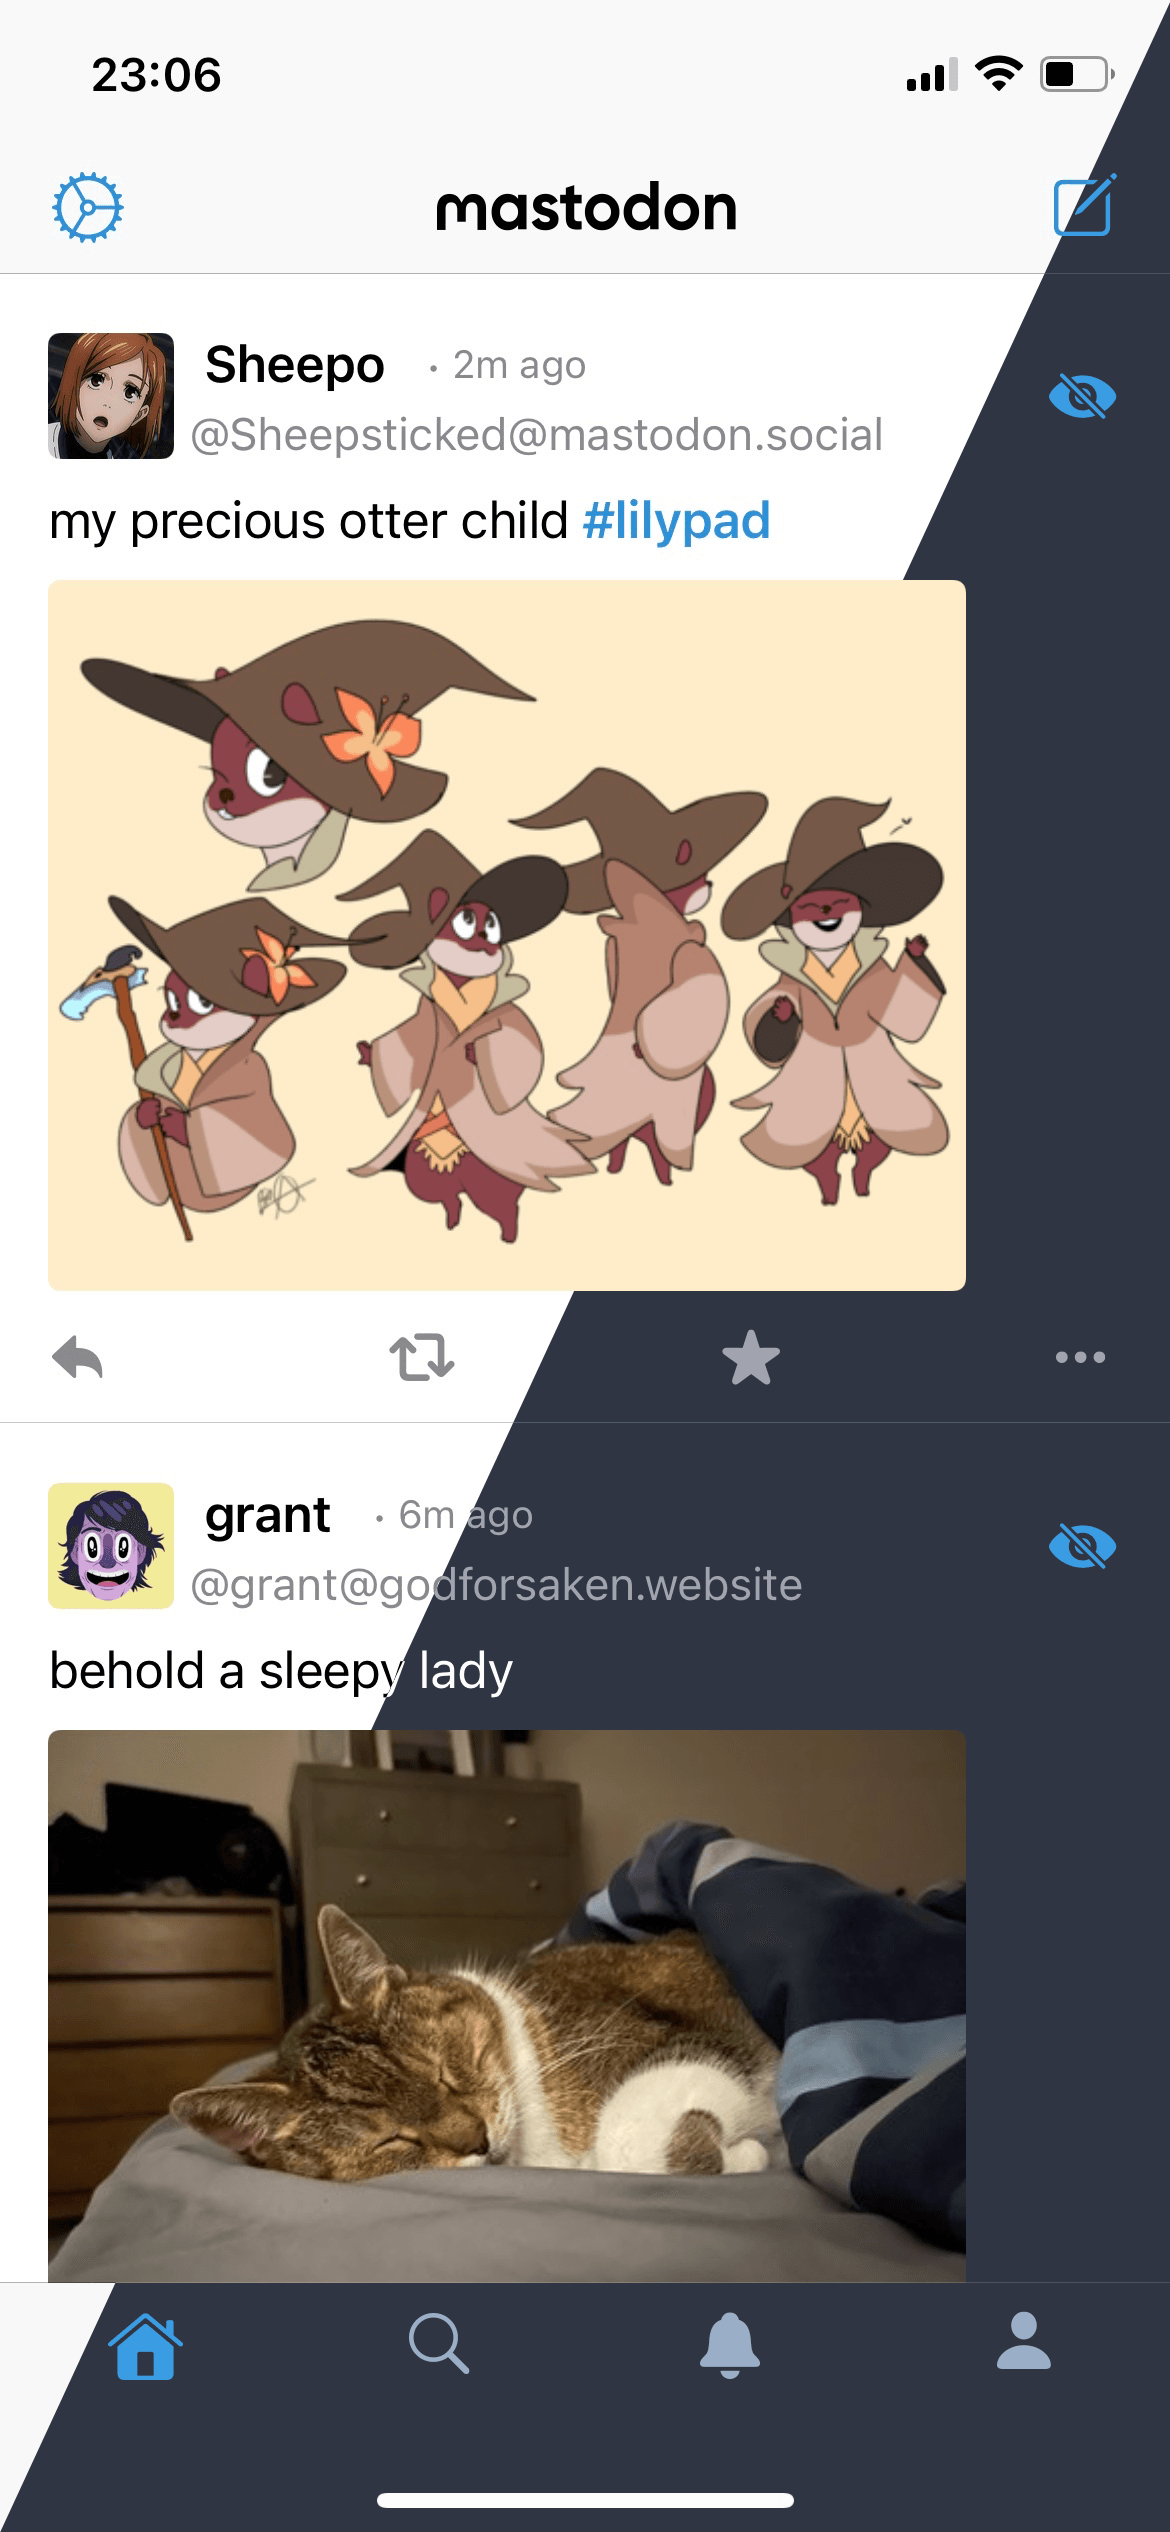 23:06
mastodon
Sheepo · 2m ago
@Sheepsticked@mastodon.social
my precious otter child #lilypad
grant · 6m ago
@grant@godforsaken.website
behold a sleepy lady